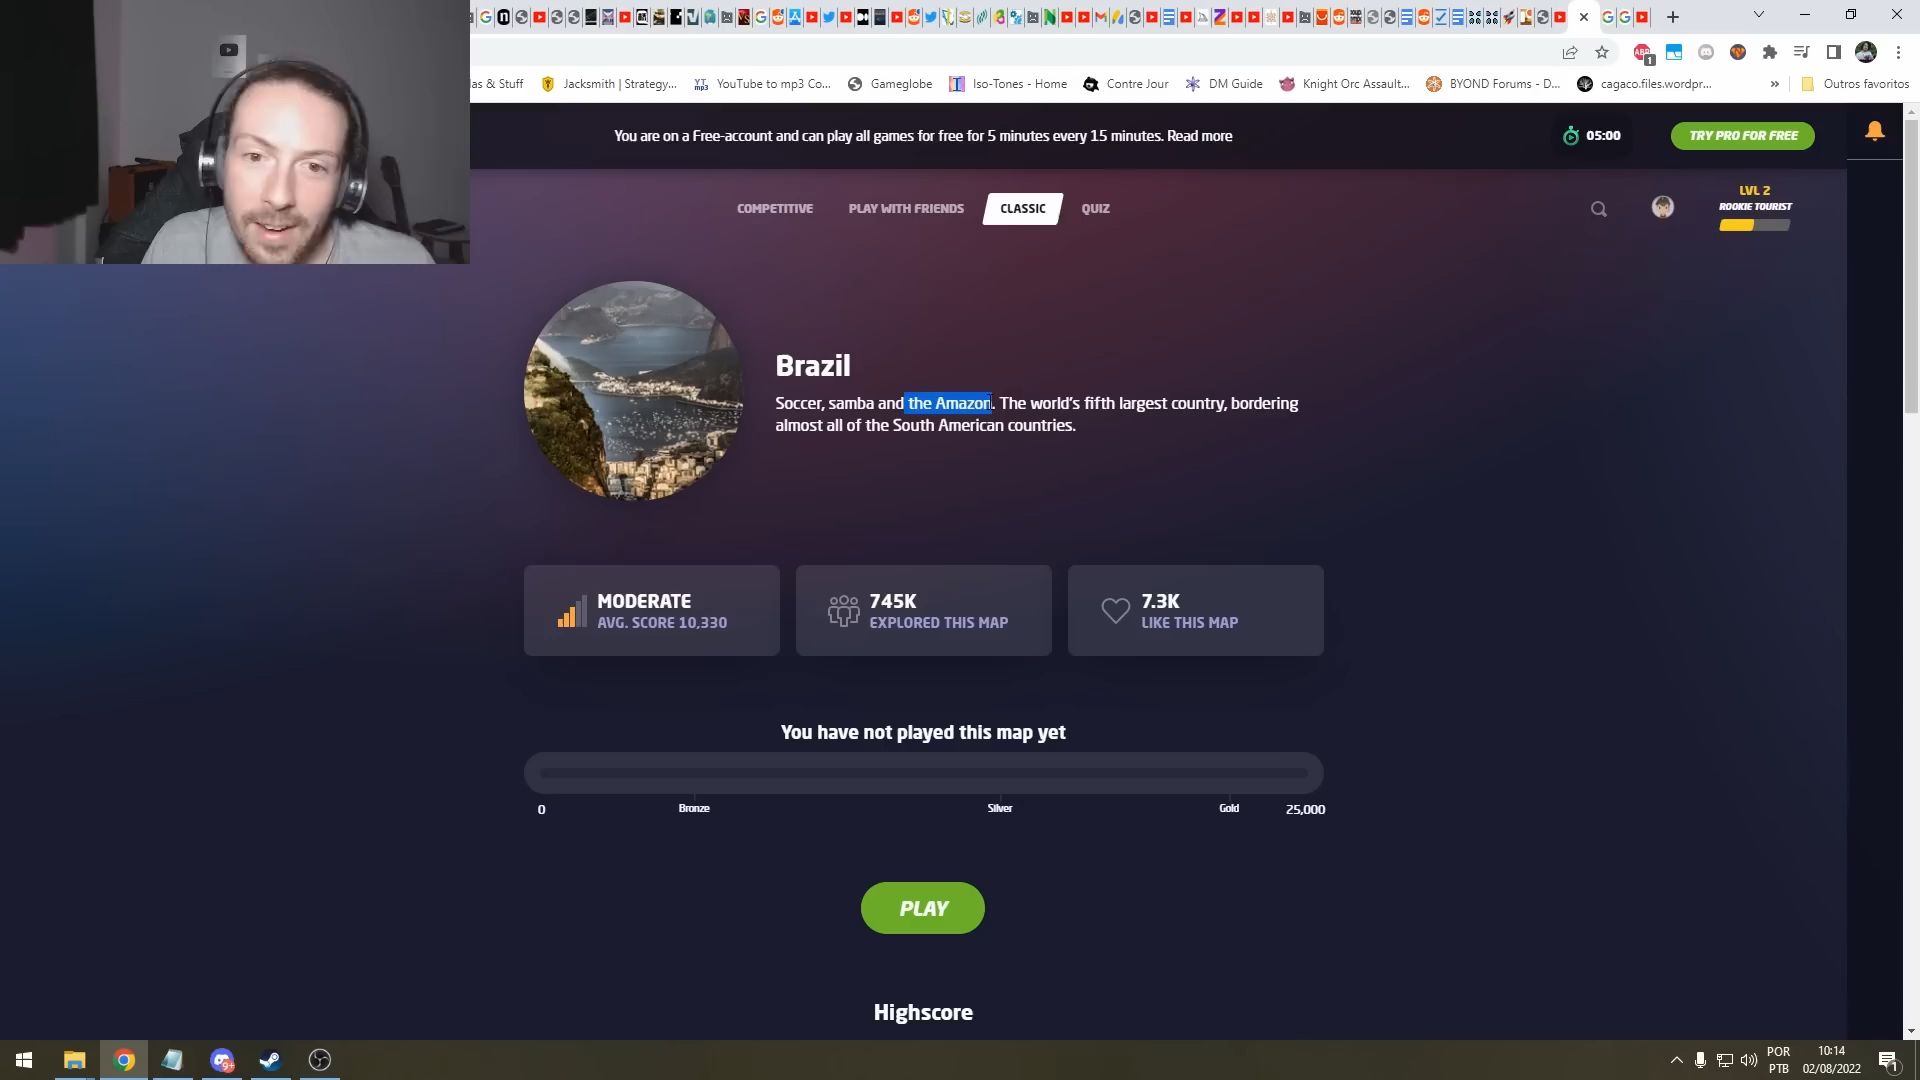 las & Stuff
Jacksmith | Strategy...
YouTube to mp3 Co...
Gameglobe
Iso-Tones - Home
Contre Jour
DM Guide
Knight Orc Assault...
BYOND Forums - D...
cagaco.files.wordpr...
»
Outros favoritos
You are on a Free-account and can play all games for free for 5 minutes every 15 minutes. Read more
05:00
TRY PRO FOR FREE
COMPETITIVE
PLAY WITH FRIENDS
CLASSIC
QUIZ
LVL 2
ROOKIE TOURIST
Brazil
Soccer, samba and the Amazon. The world's fifth largest country, bordering
almost all of the South American countries.
MODERATE
AVG. SCORE 10,330
745K
EXPLORED THIS MAP
7.3K
LIKE THIS MAP
You have not played this map yet
0
Bronze
Silver
Gold
25,000
PLAY
Highscore
POR
PTB
10:14
02/08/2022